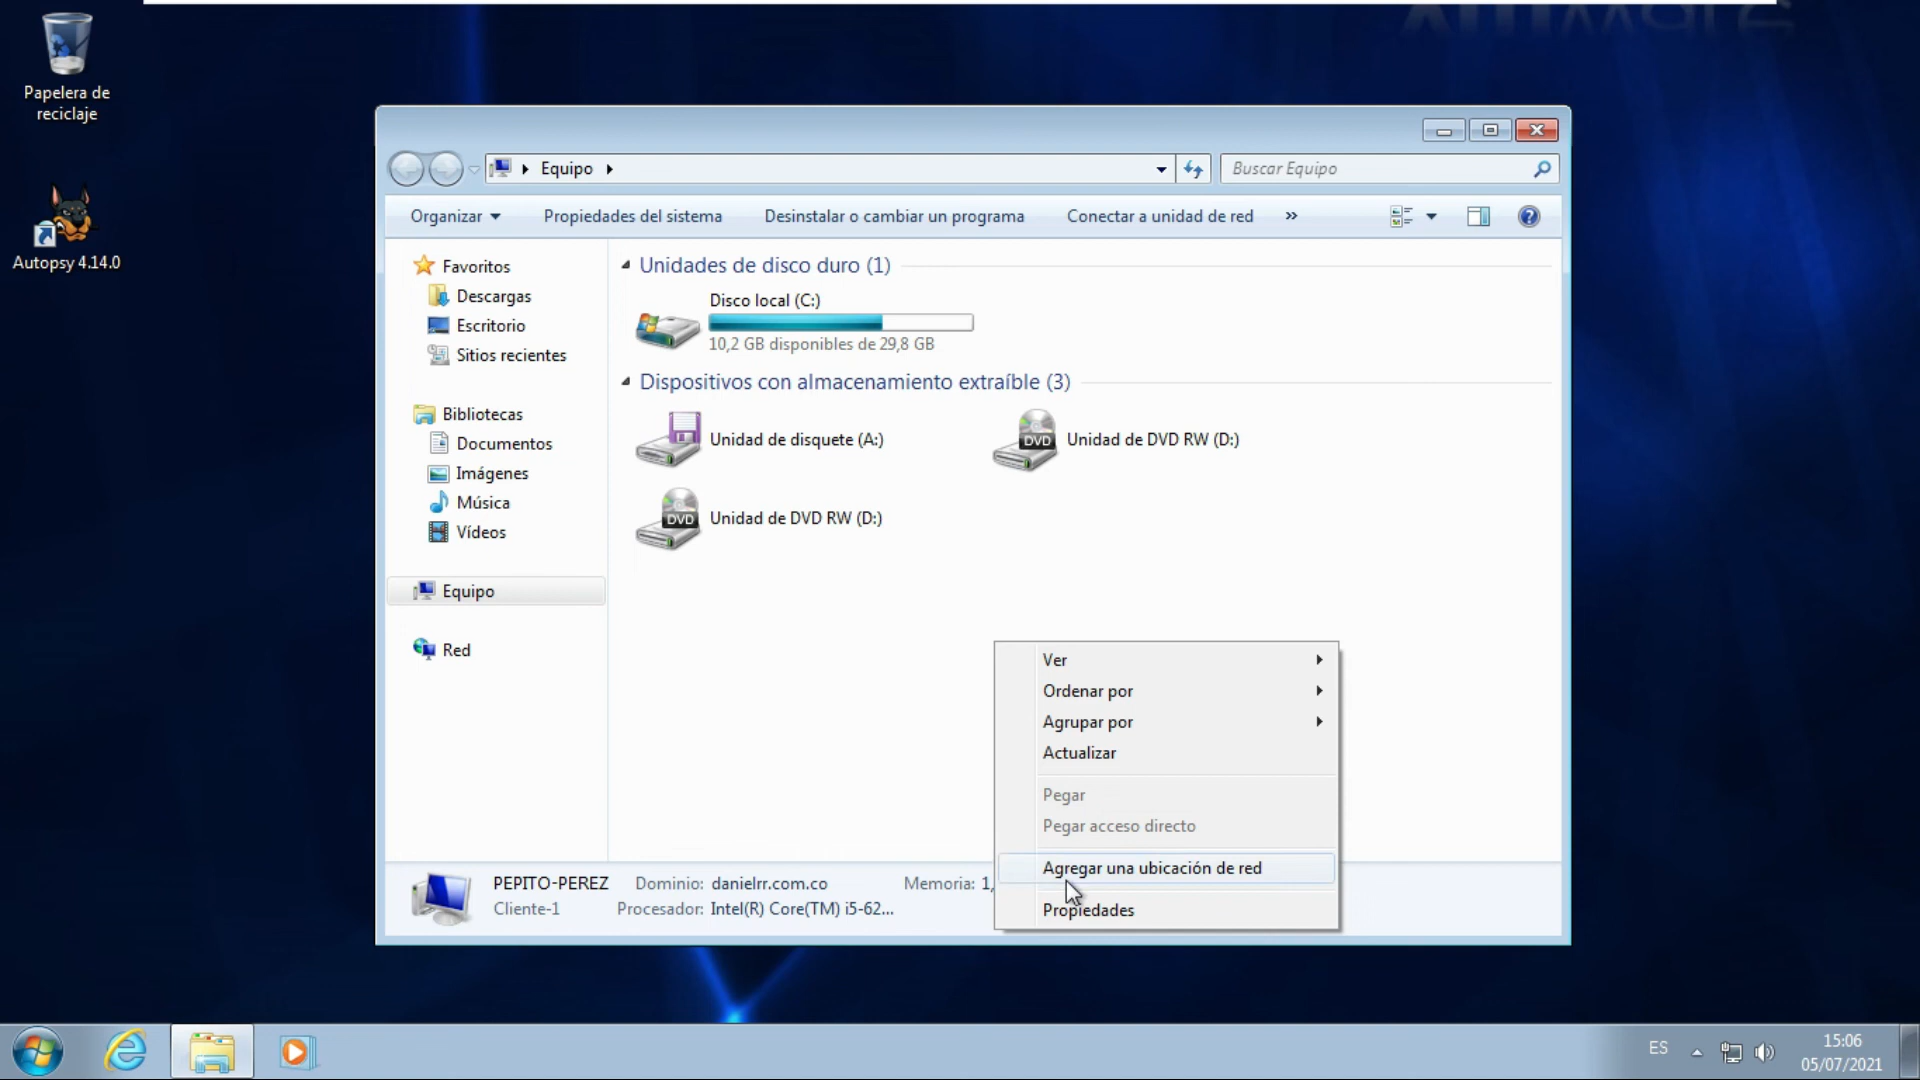 Papelera de
reciclaje
Autopsy 4.14.0
Equipo
Buscar Equipo
Organizar
Propiedades del sistema
Desinstalar o cambiar un programa
Conectar a unidad de red
»
Favoritos
Descargas
Escritorio
Sitios recientes
Bibliotecas
Documentos
Imágenes
Música
Vídeos
Equipo
Red
Unidades de disco duro (1)
Disco local (C:)
10,2 GB disponibles de 29,8 GB
Dispositivos con almacenamiento extraíble (3)
Unidad de disquete (A:)
DVD
Unidad de DVD RW (D:)
DVD
Unidad de DVD RW (D:)
Ver
Ordenar por
Agrupar por
Actualizar
Pegar
Pegar acceso directo
Agregar una ubicación de red
Propiedades
PEPITO-PEREZ Dominio: danielrr.com.co Memoria: 1,
Cliente-1 Procesador: Intel(R) Core(TM) i5-62...
ES
15:06
05/07/2021